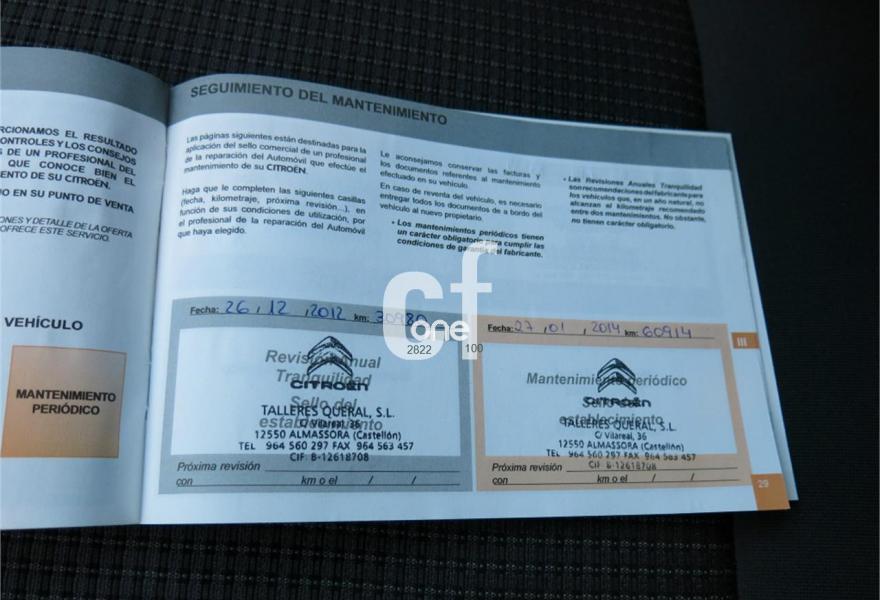 RCIONAMOS EL RESULTADO
ONTROLES Y LOS CONSEJOS
S DE UN PROFESIONAL DEL
QUE CONOCE BIEN EL
ENTO DE SU CITROËN.
O EN SU PUNTO DE VENTA
ONES Y DETALLE DE LA OFERTA
OFRECE ESTE SERVICIO.
VEHÍCULO
MANTENIMIENTO
PERIÓDICO
SEGUIMIENTO DEL MANTENIMIENTO
Las páginas siguientes están destinadas para la
aplicación del sello comercial de un profesional
de la reparación del Automóvil que efectúe el
mantenimiento de su CITROËN.
Haga que le completen las siguientes casillas
(fecha, kilometraje, próxima revisión...), en
función de sus condiciones de utilización, por
el profesional de la reparación del Automóvil
que haya elegido.
Le aconsejamos conservar las facturas y
los documentos referentes al mantenimiento
efectuado en su vehículo.
En caso de reventa del vehículo, es necesario
entregar todos los documentos de a bordo del
vehículo al nuevo propietario.
• Los mantenimientos periódicos tienen
un carácter obligatorio para cumplir las
condiciones de garantía del fabricante.
• Las Revisiones Anuales Tranquilidad
son recomendaciones del fabricante para
los vehículos que, en un año natural, no
alcanzan el kilometraje recomendado
entre dos mantenimientos. No obstante,
no tienen carácter obligatorio.
cf
one
2822 100
Fecha: 26 / 12 / 2012 km: 30980
Revisión Anual
Tranquilidad
CITROËN
Sello del
establecimiento
TALLERES QUERAL, S.L.
C/ Vilareal, 36
12550 ALMASSORA (Castellón)
TEL 964 560 297 FAX 964 563 457
CIF: B-12618708
Próxima revisión
con km o el / /
Fecha: 27 / 01 / 2014 km: 60914
Mantenimiento periódico
CITROËN
Sello del
establecimiento
TALLERES QUERAL, S.L.
C/ Vilareal, 36
12550 ALMASSORA (Castellón)
TEL 964 560 297 FAX 964 563 457
CIF: B-12618708
Próxima revisión
con km o el / /
III
29